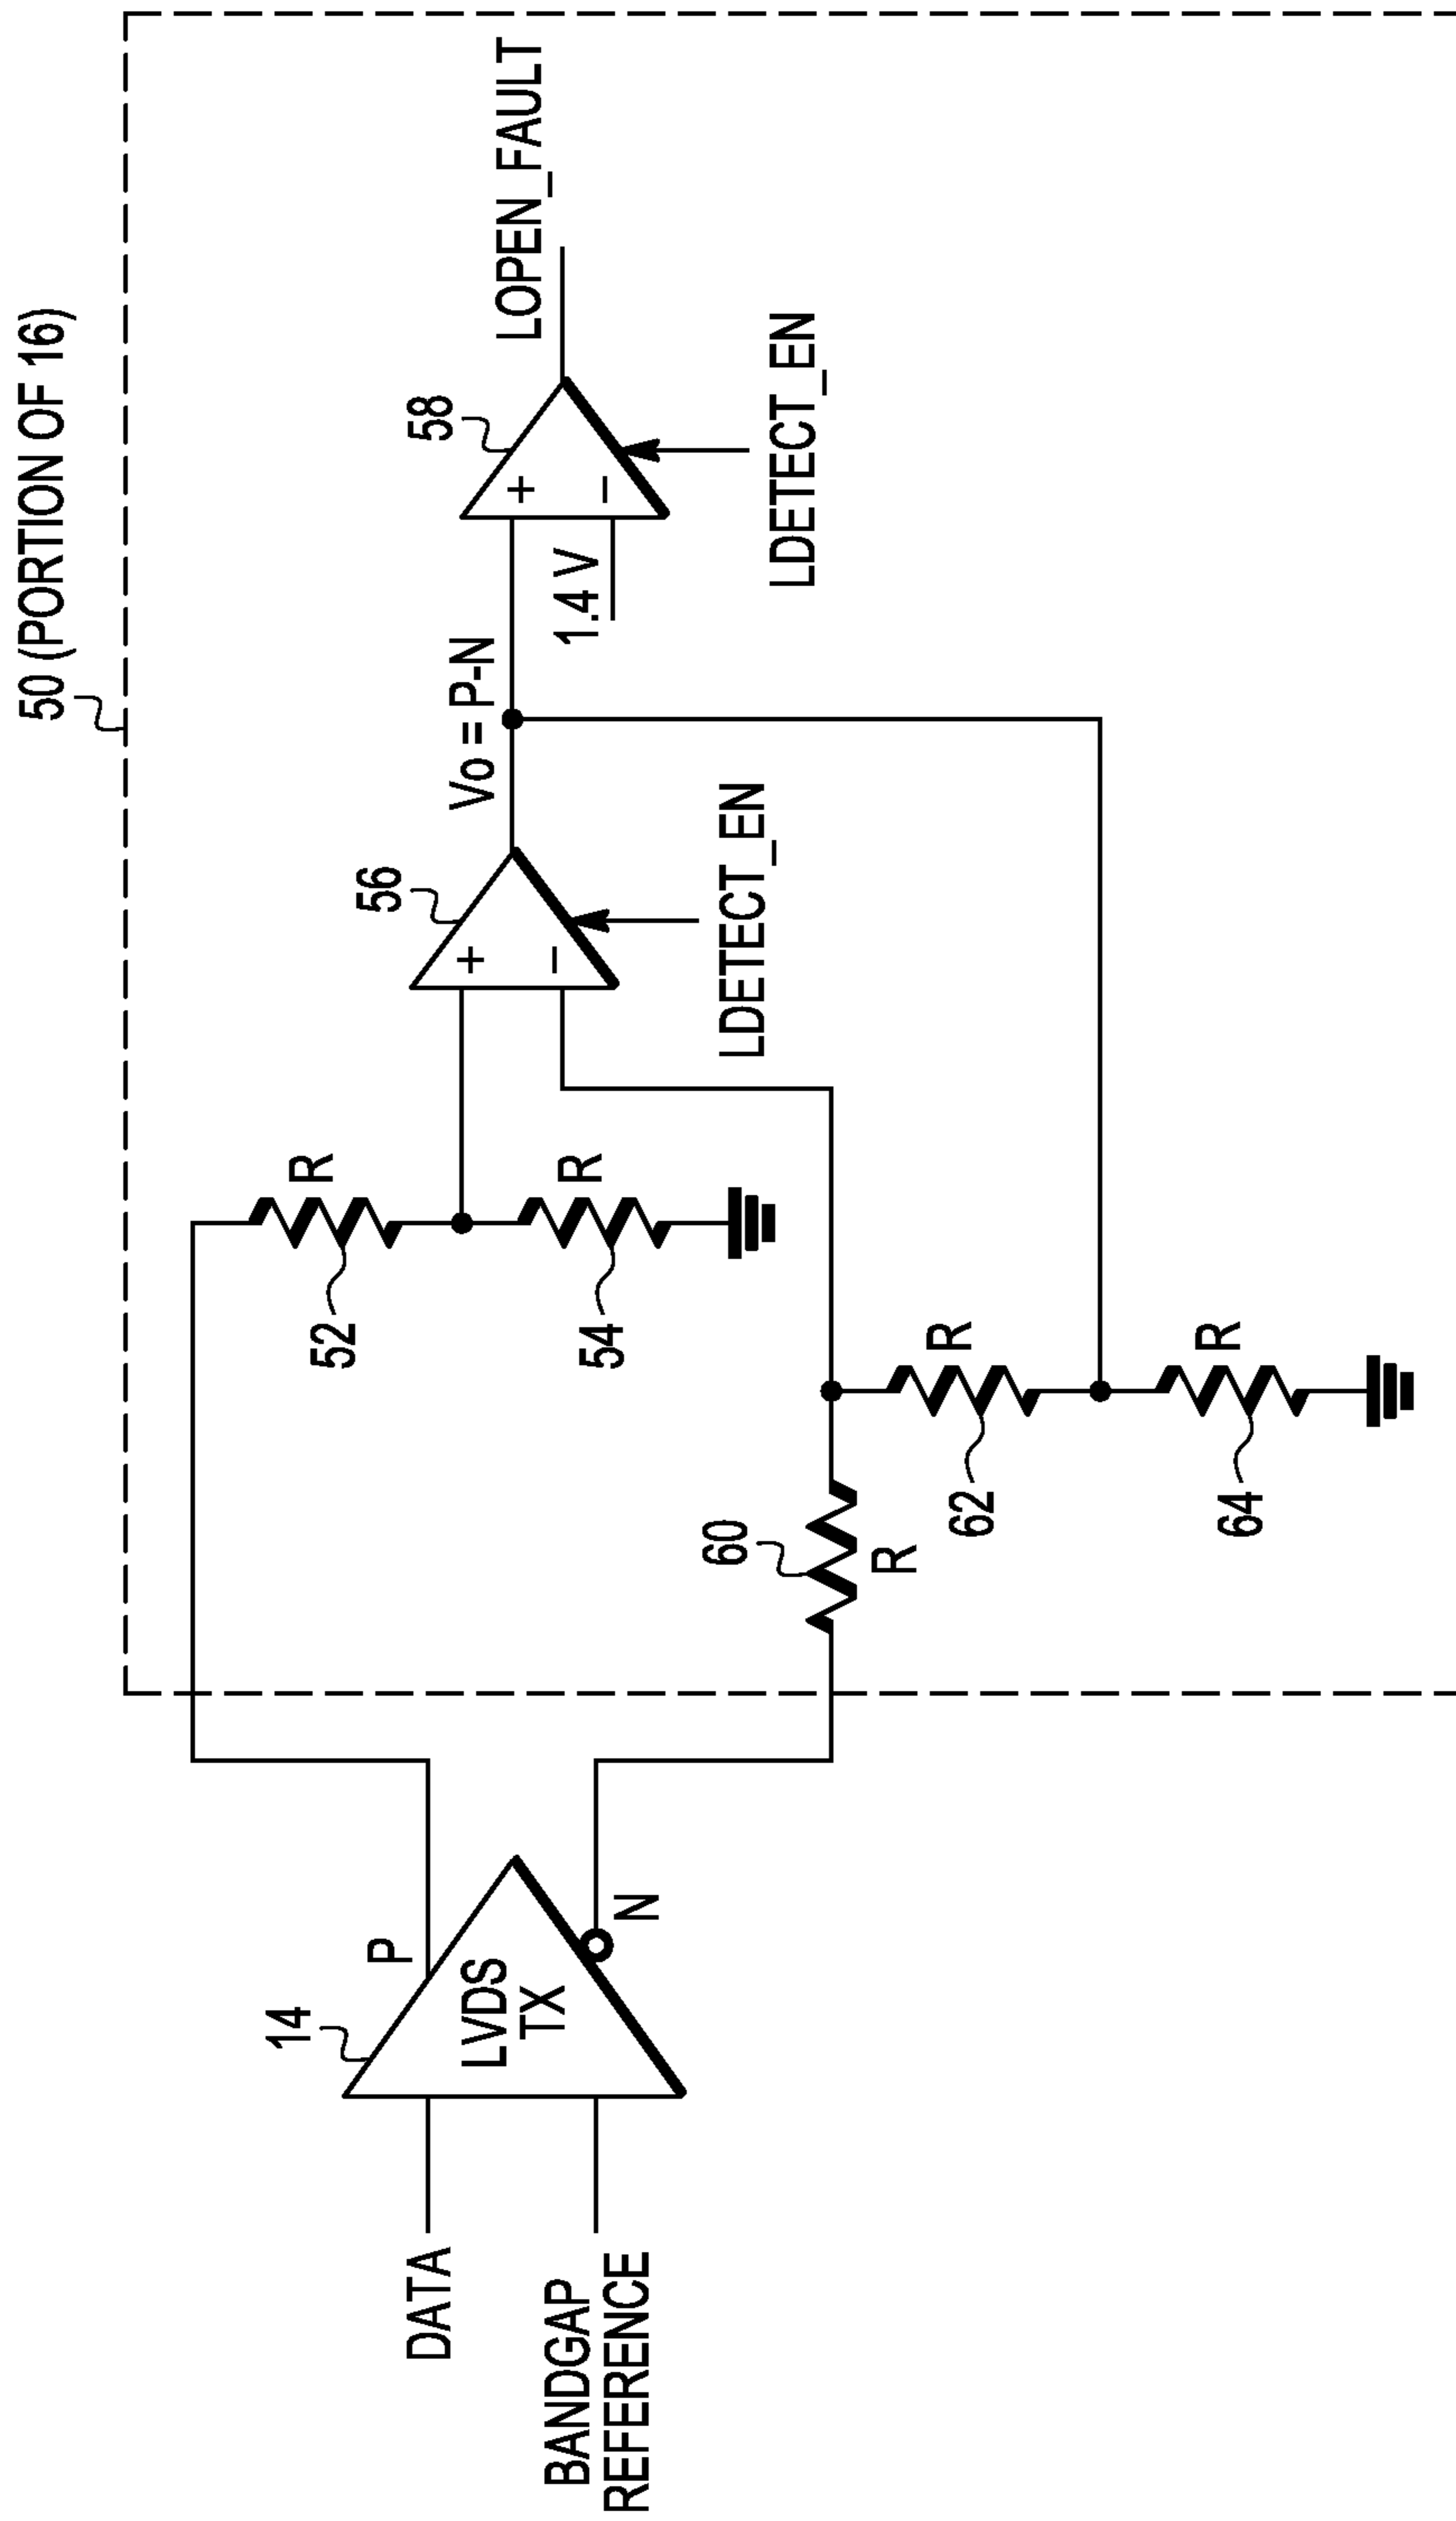 50 (PORTION OF 16)
14
P
LVDS
TX
N
DATA
BANDGAP
REFERENCE
52
R
54
R
60
R
62
R
64
R
56
+
−
LDETECT_EN
Vo = P-N
58
+
−
1.4 V
LDETECT_EN
LOPEN_FAULT